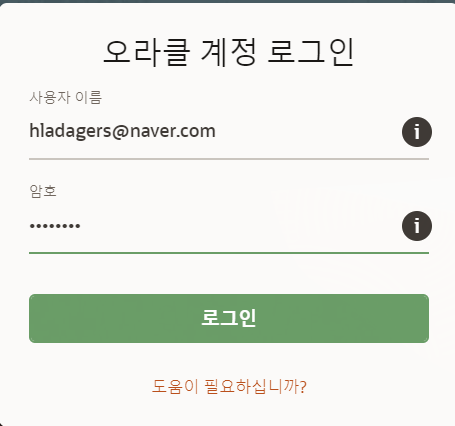 오라클 계정 로그인
사용자 이름
hladagers@naver.com
i
암호
••••••••
i
로그인
도움이 필요하십니까?